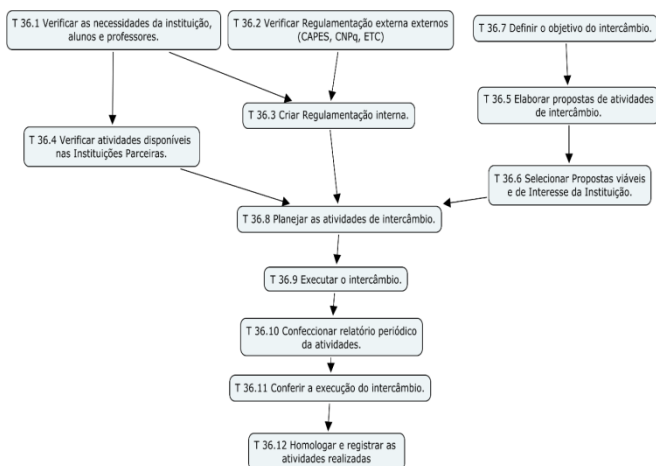 T 36.1 Verificar as necessidades da instituição,
alunos e professores.
T 36.2 Verificar Regulamentação externa externos
(CAPES, CNPq, ETC)
T 36.7 Definir o objetivo do intercâmbio.
T 36.5 Elaborar propostas de atividades
de intercâmbio.
T 36.3 Criar Regulamentação interna.
T 36.4 Verificar atividades disponíveis
nas Instituições Parceiras.
T 36.6 Selecionar Propostas viáveis
e de Interesse da Instituição.
T 36.8 Planejar as atividades de intercâmbio.
T 36.9 Executar o intercâmbio.
T 36.10 Confeccionar relatório periódico
da atividades.
T 36.11 Conferir a execução do intercâmbio.
T 36.12 Homologar e registrar as
atividades realizadas